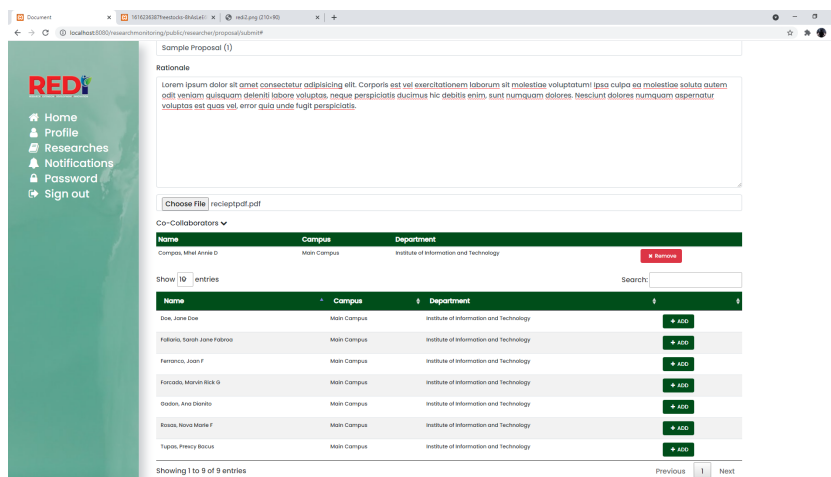 Document
1616236387freestocks-9hAsLeB
redi2.png (210×90)
localhost:8080/researchmonitoring/public/researcher/proposal/submit#
REDi
Home
Profile
Researches
Notifications
Password
Sign out
Sample Proposal (1)
Rationale
Lorem ipsum dolor sit amet consectetur adipisicing elit. Corporis est vel exercitationem laborum sit molestiae voluptatum! Ipsa culpa ea molestiae soluta autem
odit veniam quisquam deleniti labore voluptas, neque perspiciatis ducimus hic debitis enim, sunt numquam dolores. Nesciunt dolores numquam aspernatur
voluptas est quas vel, error quia unde fugit perspiciatis.
Choose File recieptpdf.pdf
Co-Collaborators
Name Campus Department
Compas, Mhel Annie D Main Campus Institute of Information and Technology Remove
Show 10 entries Search:
Name Campus Department
Doe, Jane Doe Main Campus Institute of Information and Technology + ADD
Follaria, Sarah Jane Fabroa Main Campus Institute of Information and Technology + ADD
Ferranco, Joan F Main Campus Institute of Information and Technology + ADD
Forcado, Marvin Rick G Main Campus Institute of Information and Technology + ADD
Gadon, Ana Dianito Main Campus Institute of Information and Technology + ADD
Rosas, Nova Marie F Main Campus Institute of Information and Technology + ADD
Tupas, Prexcy Bacus Main Campus Institute of Information and Technology + ADD
Showing 1 to 9 of 9 entries Previous 1 Next